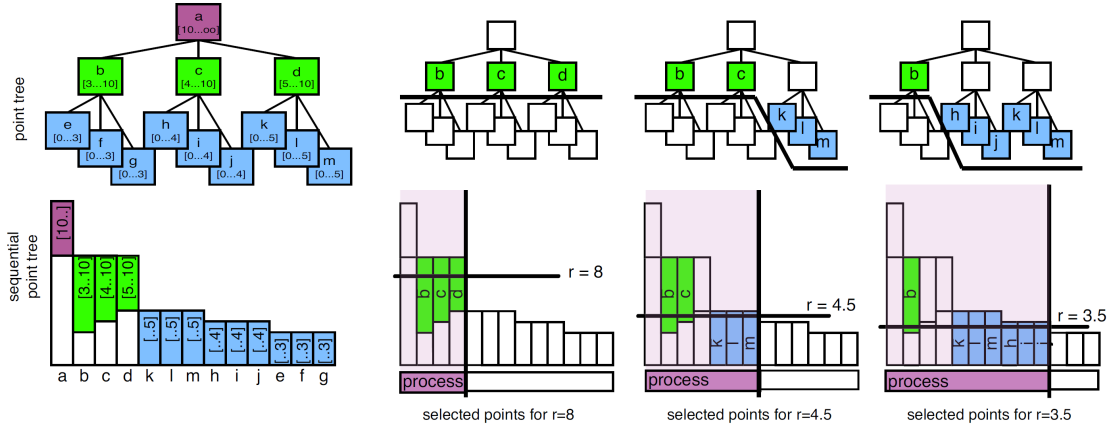 point tree
a
[10...oo]
b
[3...10]
c
[4...10]
d
[5...10]
e
[0...3]
f
[0...3]
g
[0...3]
h
[0...4]
i
[0...4]
j
[0...4]
k
[0...5]
l
[0...5]
m
[0...5]
b c d
b c
k
l
m
b
h
i
j
k
l
m
sequential
point tree
[10..]
[3..10]
[4..10]
[5..10]
[..5]
[..5]
[..5]
[..4]
[..4]
[..4]
[..3]
[..3]
[..3]
a b c d k l m h i j e f g
b c d
r = 8
process
selected points for r=8
b c
k l m
r = 4.5
process
selected points for r=4.5
b
k l m h i
r = 3.5
process
selected points for r=3.5